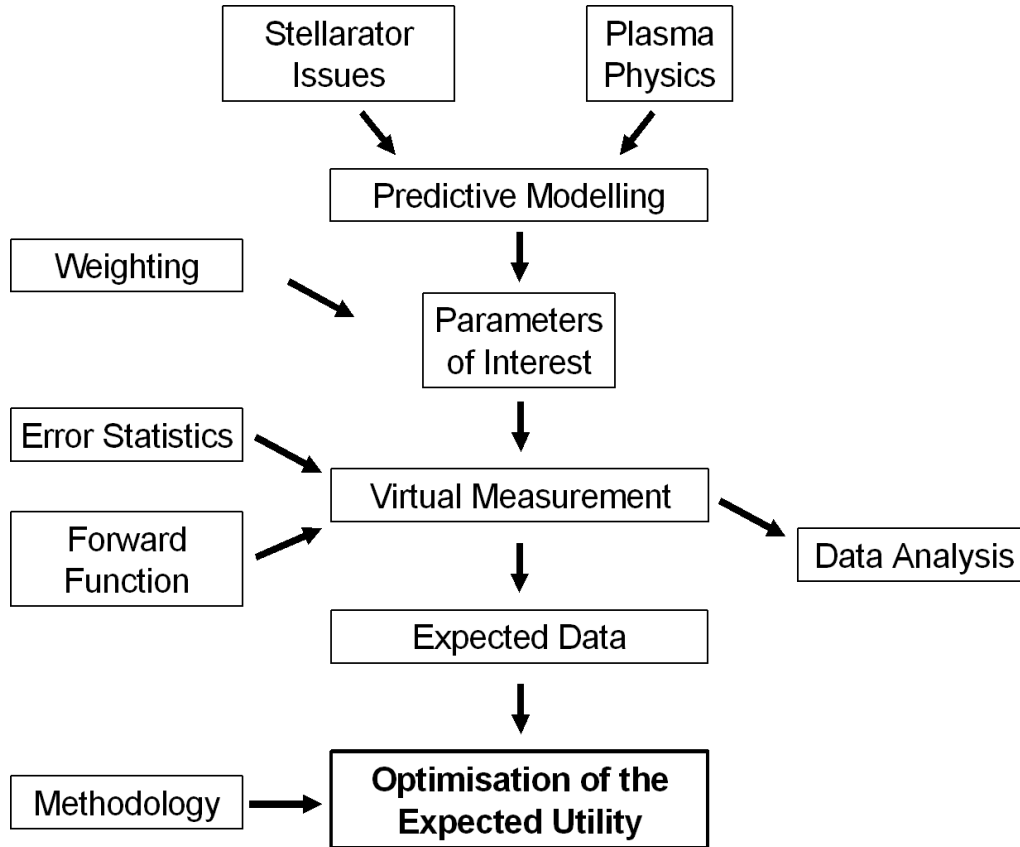 Stellarator
Issues
Plasma
Physics
Predictive Modelling
Weighting
Parameters
of Interest
Error Statistics
Virtual Measurement
Forward
Function
Data Analysis
Expected Data
Optimisation of the
Expected Utility
Methodology